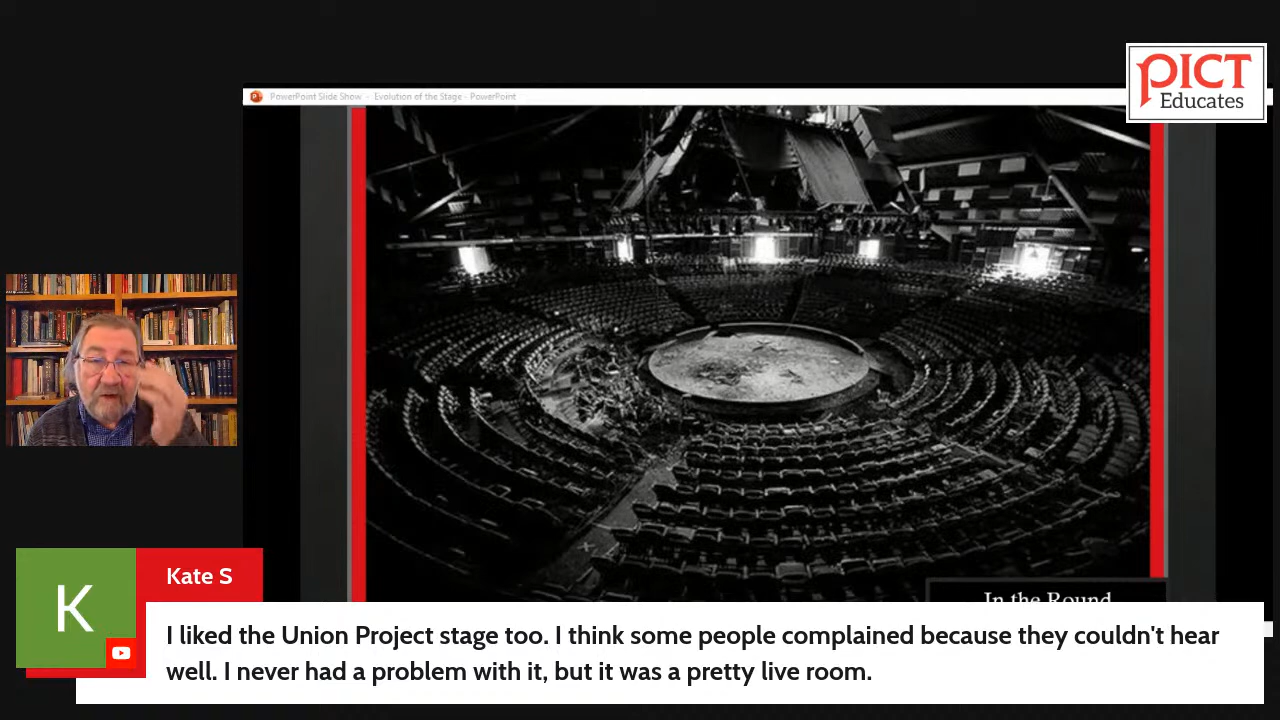 PICT
Educates
PowerPoint Slide Show - Evolution of the Stage - PowerPoint
In the Round
K
Kate S
I liked the Union Project stage too. I think some people complained because they couldn't hear
well. I never had a problem with it, but it was a pretty live room.